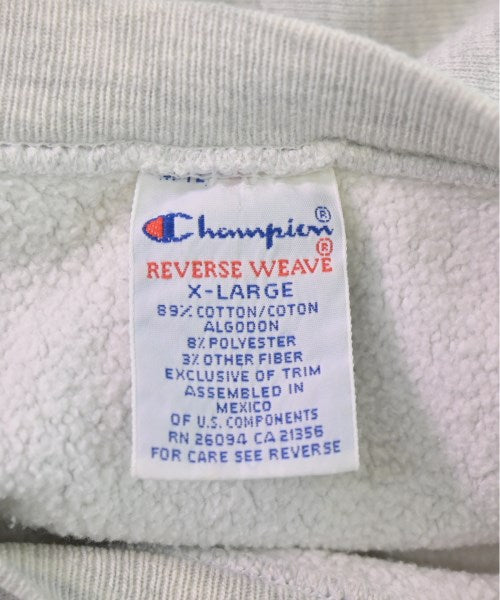 Champion®
REVERSE WEAVE®
X-LARGE
89% COTTON/COTON
ALGODON
8% POLYESTER
3% OTHER FIBER
EXCLUSIVE OF TRIM
ASSEMBLED IN
MEXICO
OF U.S. COMPONENTS
RN 26094 CA 21356
FOR CARE SEE REVERSE